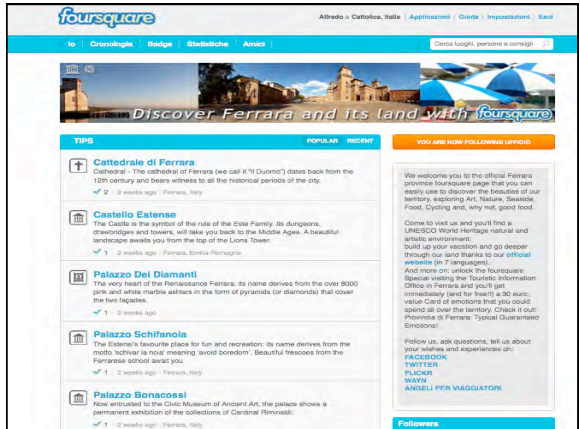 foursquare
Alfredo a Cattolica, Italia | Applicazioni | Guida | Impostazioni | Esci
Io | Cronologia | Badge | Statistiche | Amici
Cerca luoghi, persone e consigli
Discover Ferrara and its land with foursquare
TIPS
POPULAR RECENT
Cattedrale di Ferrara
Cathedral - The cathedral of Ferrara (we call it "il Duomo") dates back from the
12th century and bears witness to all the historical periods of the city.
2 | 2 weeks ago | Ferrara, Italy
Castello Estense
The Castle is the symbol of the rule of the Este Family. Its dungeons,
drawbridges and towers, will take you back to the Middle Ages. A beautiful
landscape awaits you from the top of the Lions Tower.
1 | 2 weeks ago | Ferrara, Emilia-Romagna
Palazzo Dei Diamanti
The very heart of the Renaissance Ferrara: its name derives from the over 8000
pink and white marble ashlars in the form of pyramids (or diamonds) that cover
the two façades.
1 | 2 weeks ago | Ferrara, Italy
Palazzo Schifanoia
The Estensi's favourite place for fun and recreation: its name derives from the
motto 'schivar la noia' meaning 'avoid boredom'. Beautiful frescoes from the
Ferrarese school await you
1 | 2 weeks ago | Ferrara, Italy
Palazzo Bonacossi
Now entrusted to the Civic Museum of Ancient Art, the palace shows a
permanent exhibition of the collections of Cardinal Riminaldi.
1 | 2 weeks ago | Ferrara, Italy
YOU ARE NOW FOLLOWING UFFICIO
We welcome you to the official Ferrara
province foursquare page that you can
easily use to discover the beauties of our
territory, exploring Art, Nature, Seaside,
Food, Cycling and, why not, good food.
Come to visit us and you'll find a
UNESCO World Heritage natural and
artistic environment:
build up your vacation and go deeper
through our land thanks to our official
website (in 7 languages).
And more on: unlock the foursquare
Special visiting the Touristic Information
Office in Ferrara and you'll get
immediately (and for free!!) a 30 euro;
value Card of emotions that you could
spend all over the territory. Check it out!
Provincia di Ferrara: Typical Guaranteed
Emotions!
Follow us, ask questions, tell us about
your wishes and experiences on:
FACEBOOK
TWITTER
FLICKR
WAYN
ANGELI PER VIAGGIATORI
Followers